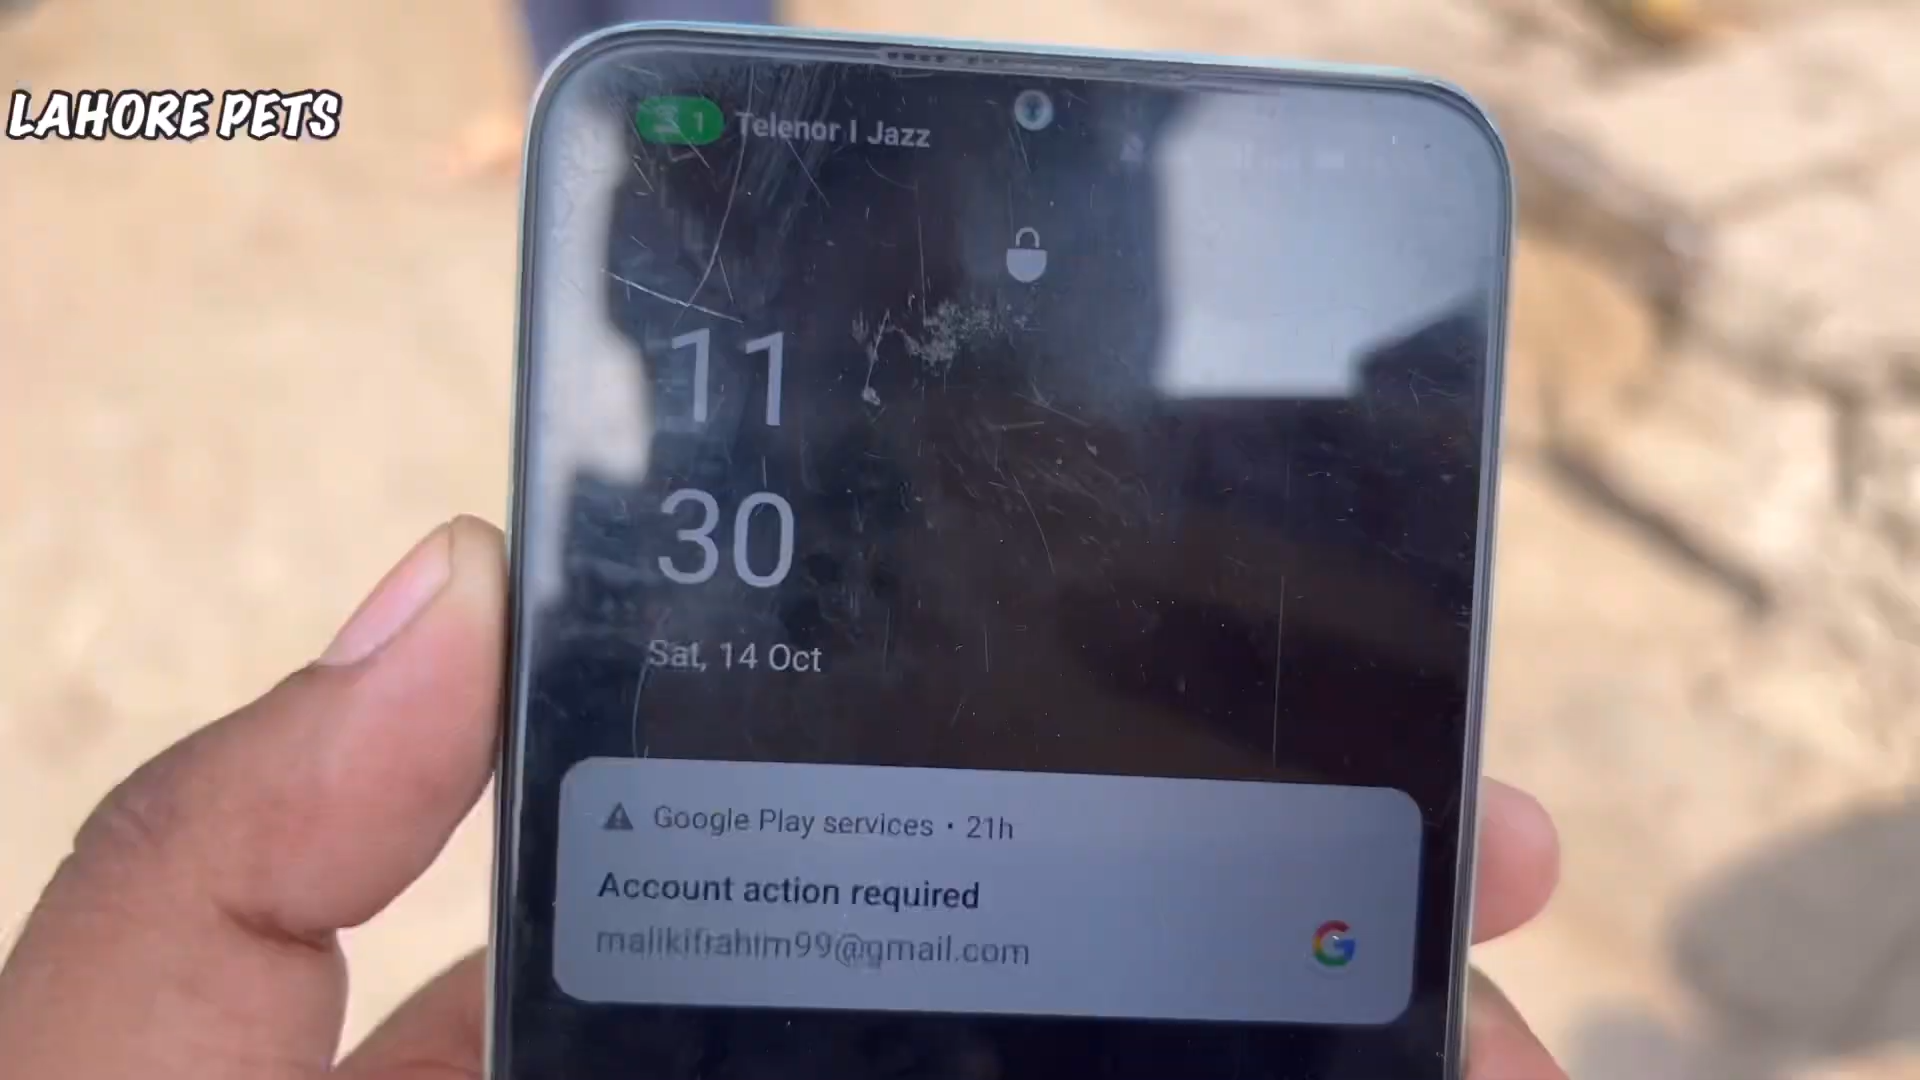 LAHORE PETS
1 Telenor | Jazz
11
30
Sat, 14 Oct
Google Play services • 21h
Account action required
malikifrahim99@gmail.com
G